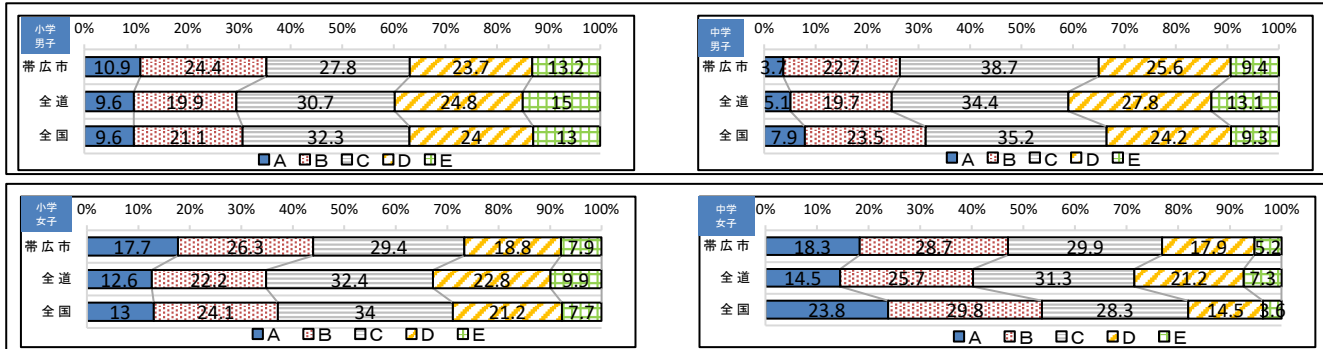 小学
男子
0% 10% 20% 30% 40% 50% 60% 70% 80% 90% 100%
帯広市 10.9 24.4 27.8 23.7 13.2
全道 9.6 19.9 30.7 24.8 15
全国 9.6 21.1 32.3 24 13
A B C D E
中学
男子
0% 10% 20% 30% 40% 50% 60% 70% 80% 90% 100%
帯広市 3.7 22.7 38.7 25.6 9.4
全道 5.1 19.7 34.4 27.8 13.1
全国 7.9 23.5 35.2 24.2 9.3
A B C D E
小学
女子
0% 10% 20% 30% 40% 50% 60% 70% 80% 90% 100%
帯広市 17.7 26.3 29.4 18.8 7.9
全道 12.6 22.2 32.4 22.8 9.9
全国 13 24.1 34 21.2 7.7
A B C D E
中学
女子
0% 10% 20% 30% 40% 50% 60% 70% 80% 90% 100%
帯広市 18.3 28.7 29.9 17.9 5.2
全道 14.5 25.7 31.3 21.2 7.3
全国 23.8 29.8 28.3 14.5 3.6
A B C D E